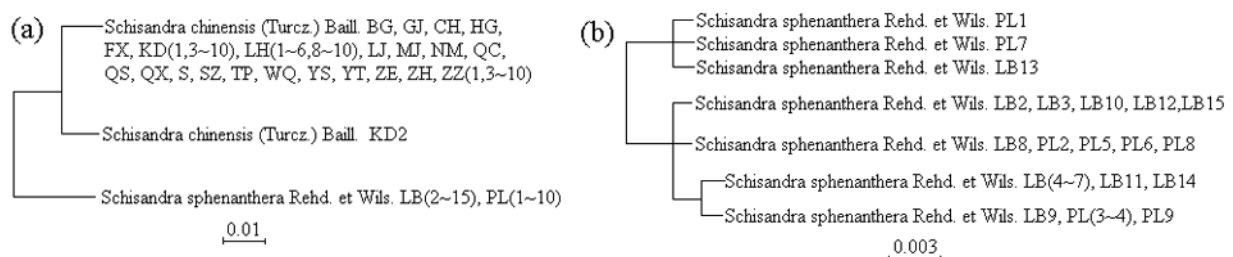 (a)
Schisandra chinensis (Turcz.) Baill. BG, GJ, CH, HG,
FX, KD(1,3~10), LH(1~6,8~10), LJ, MJ, NM, QC,
QS, QX, S, SZ, TP, WQ, YS, YT, ZE, ZH, ZZ(1,3~10)
Schisandra chinensis (Turcz.) Baill. KD2
Schisandra sphenanthera Rehd. et Wils. LB(2~15), PL(1~10)
0.01
(b)
Schisandra sphenanthera Rehd. et Wils. PL1
Schisandra sphenanthera Rehd. et Wils. PL7
Schisandra sphenanthera Rehd. et Wils. LB13
Schisandra sphenanthera Rehd. et Wils. LB2, LB3, LB10, LB12,LB15
Schisandra sphenanthera Rehd. et Wils. LB8, PL2, PL5, PL6, PL8
Schisandra sphenanthera Rehd. et Wils. LB(4~7), LB11, LB14
Schisandra sphenanthera Rehd. et Wils. LB9, PL(3~4), PL9
0.003